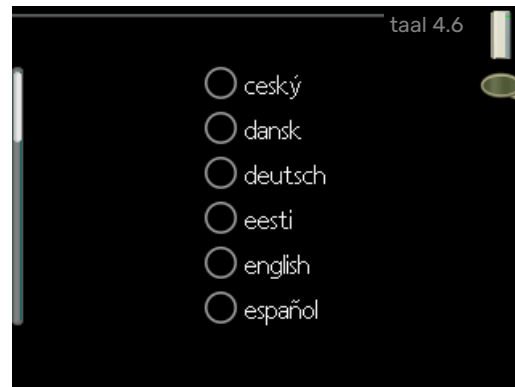 taal 4.6
ceský
dansk
deutsch
eesti
english
español